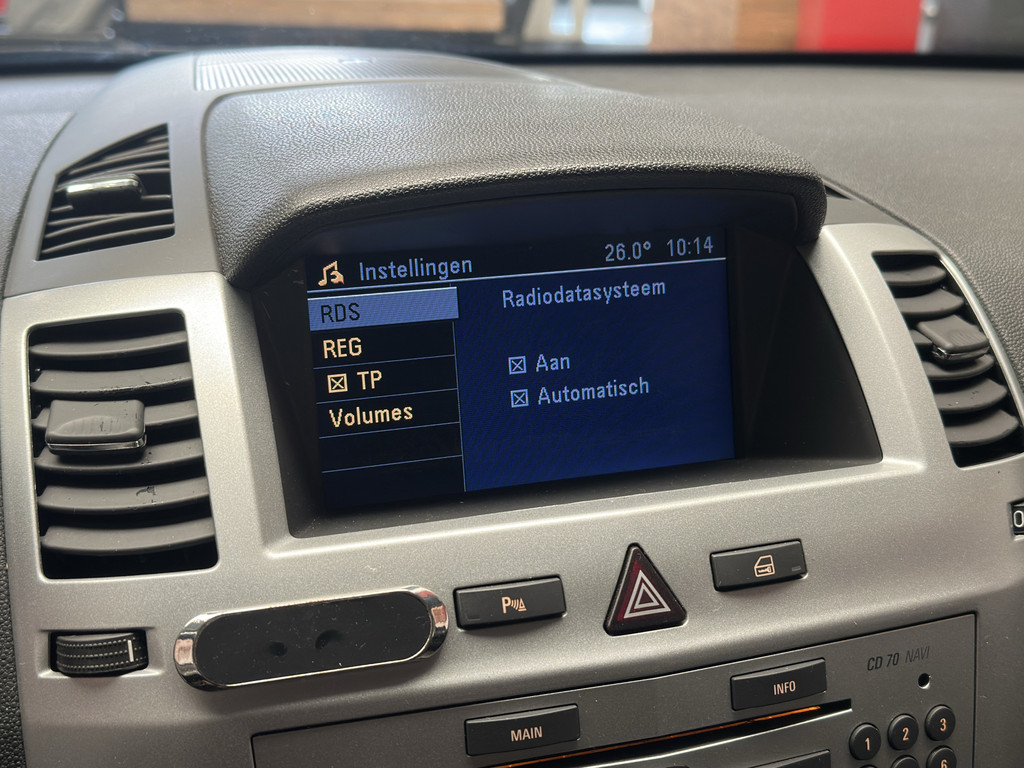 Instellingen 26.0° 10:14
RDS
REG
TP
Volumes
Radiodatasysteem
Aan
Automatisch
P
CD 70 NAVI
INFO
MAIN
1 2 3
6